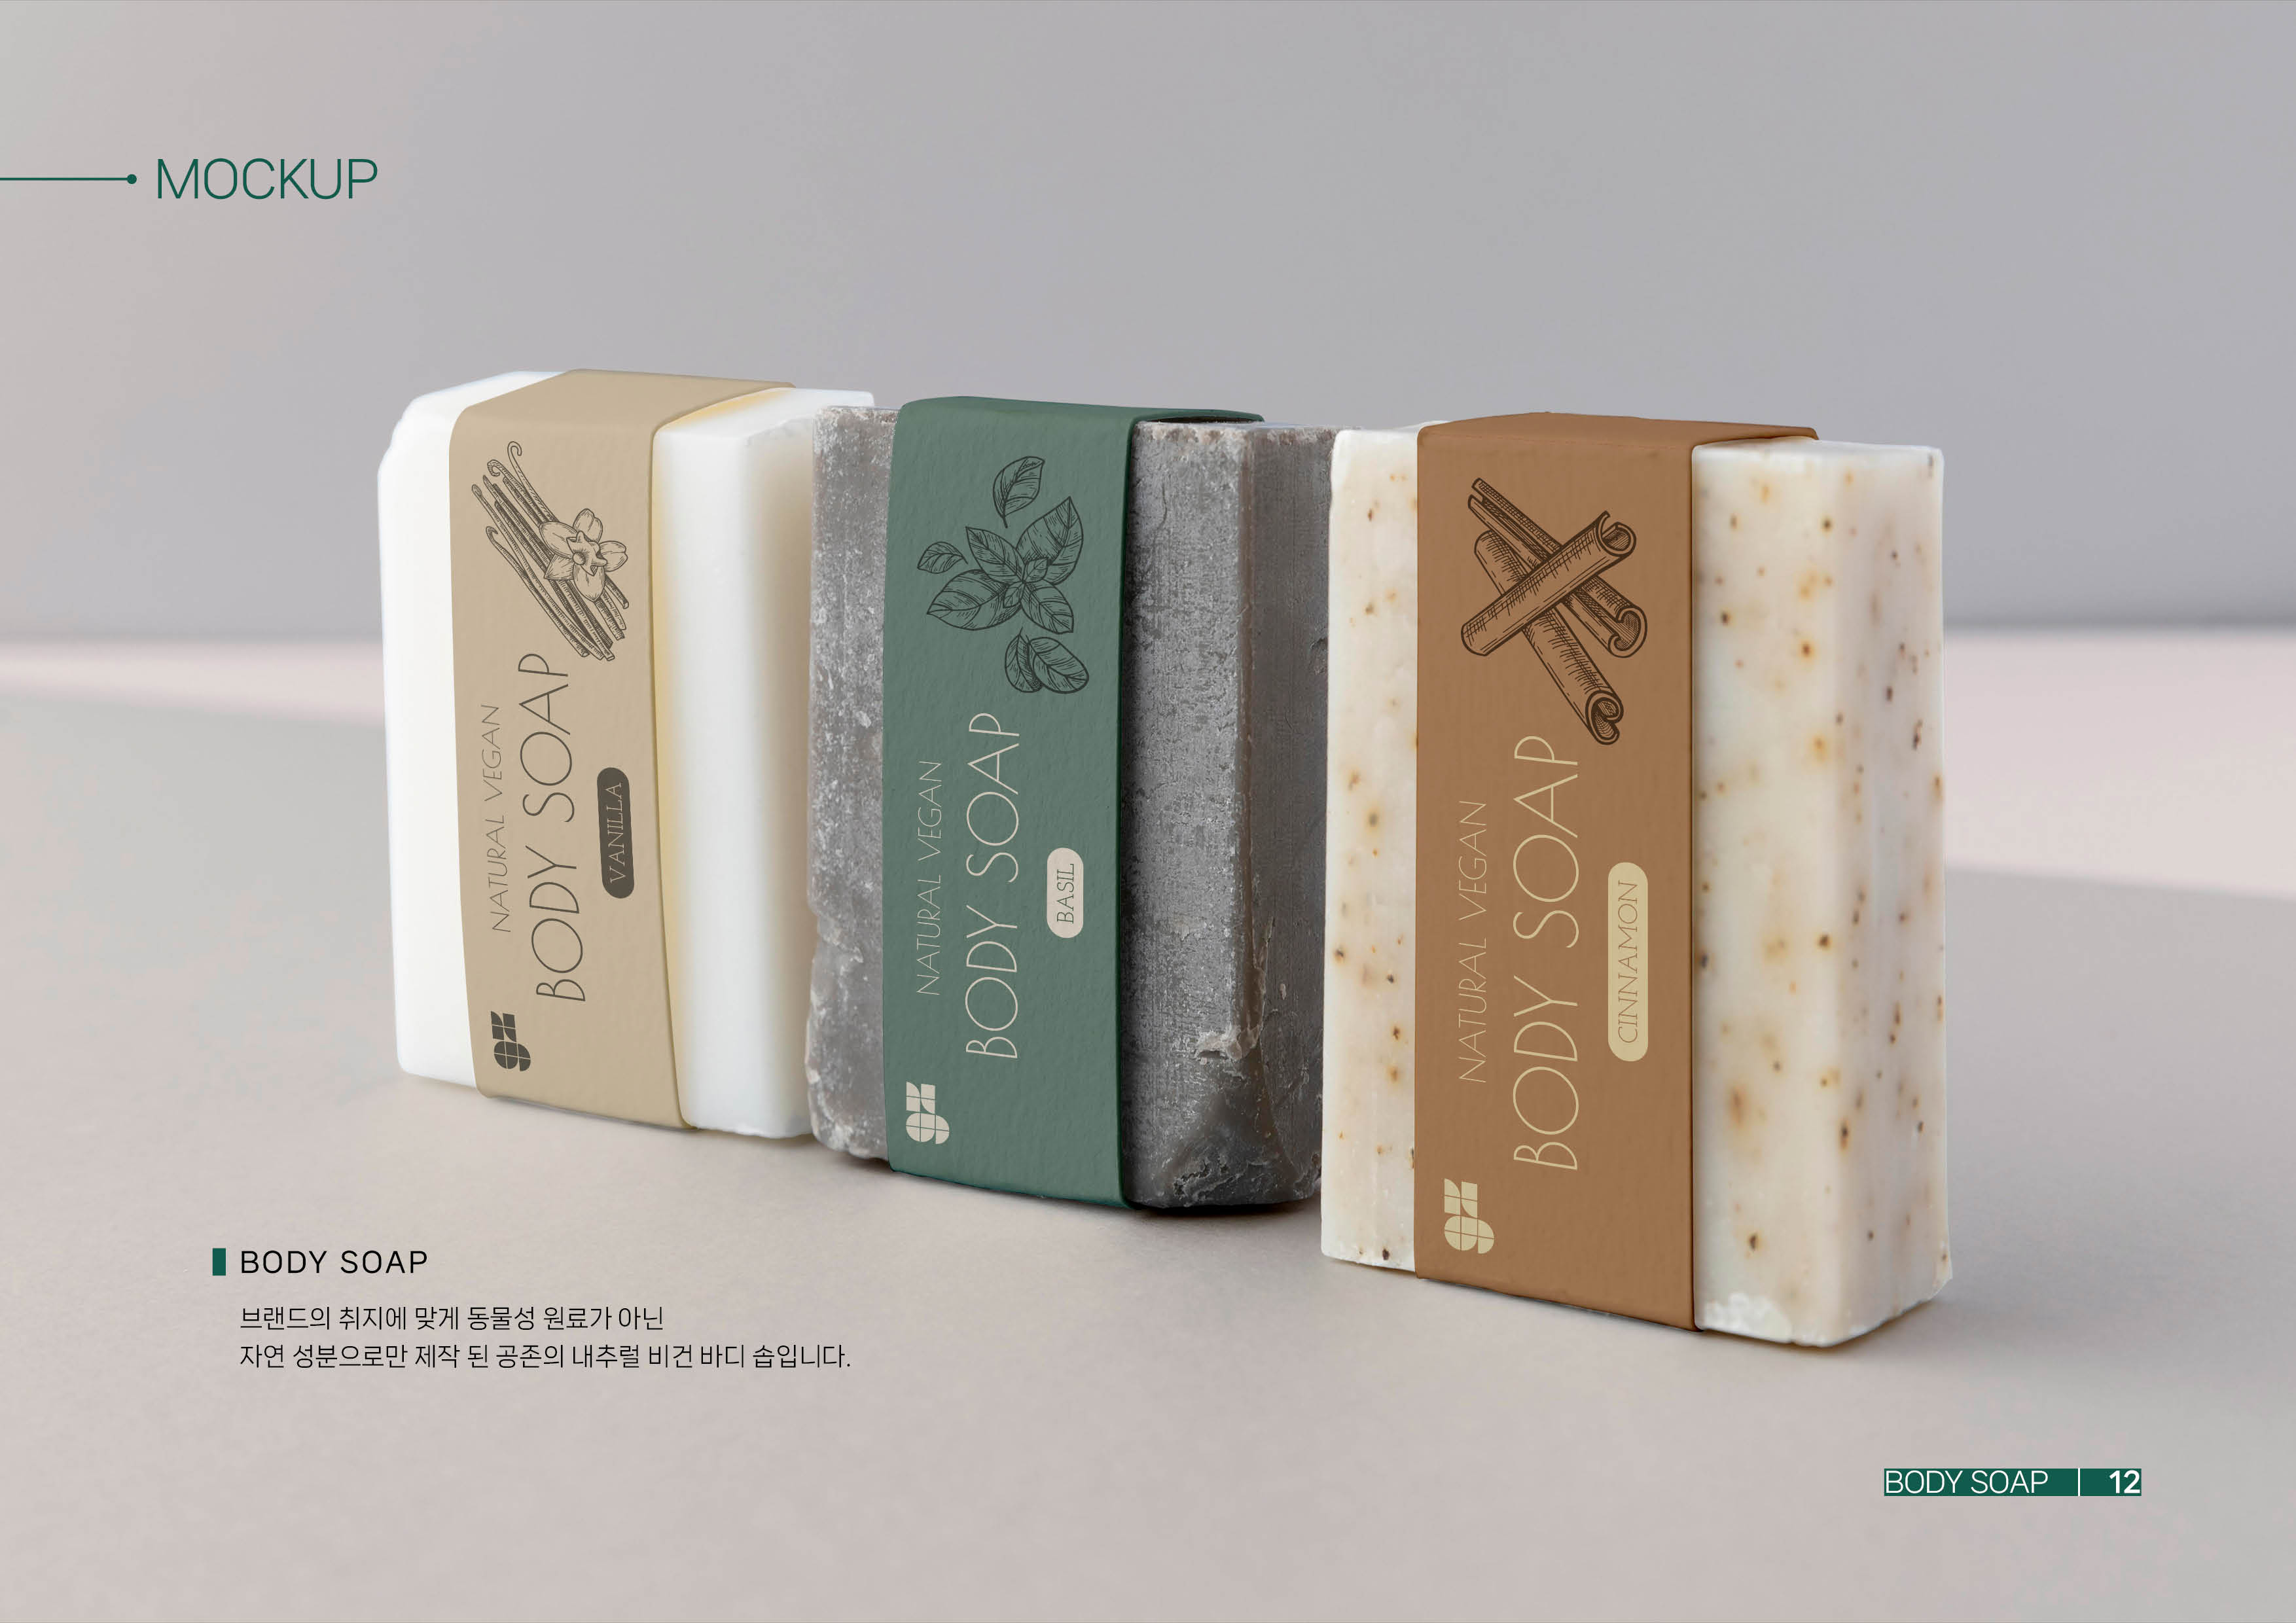 MOCKUP
NATURAL VEGAN
BODY SOAP
VANILLA
NATURAL VEGAN
BODY SOAP
BASIL
NATURAL VEGAN
BODY SOAP
CINNAMON
BODY SOAP
브랜드의 취지에 맞게 동물성 원료가 아닌
자연 성분으로만 제작 된 공존의 내추럴 비건 바디 솝입니다.
BODY SOAP | 12